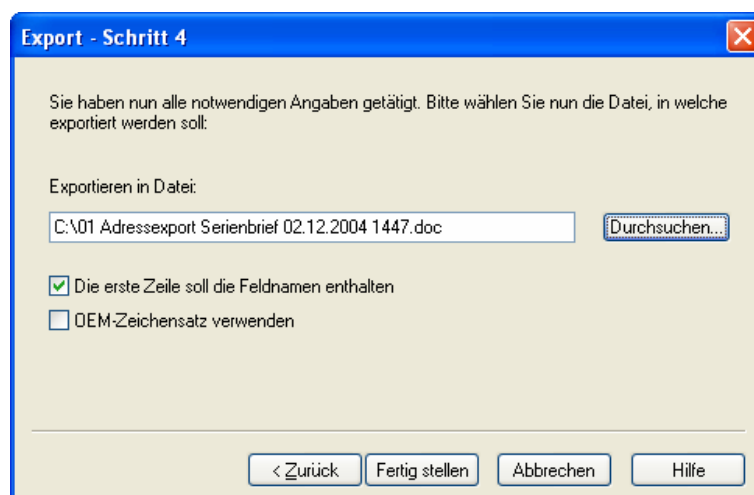 Export - Schritt 4
Sie haben nun alle notwendigen Angaben getätigt. Bitte wählen Sie nun die Datei, in welche
exportiert werden soll:
Exportieren in Datei:
C:\01 Adressexport Serienbrief 02.12.2004 1447.doc
Durchsuchen...
Die erste Zeile soll die Feldnamen enthalten
OEM-Zeichensatz verwenden
< Zurück Fertig stellen Abbrechen Hilfe